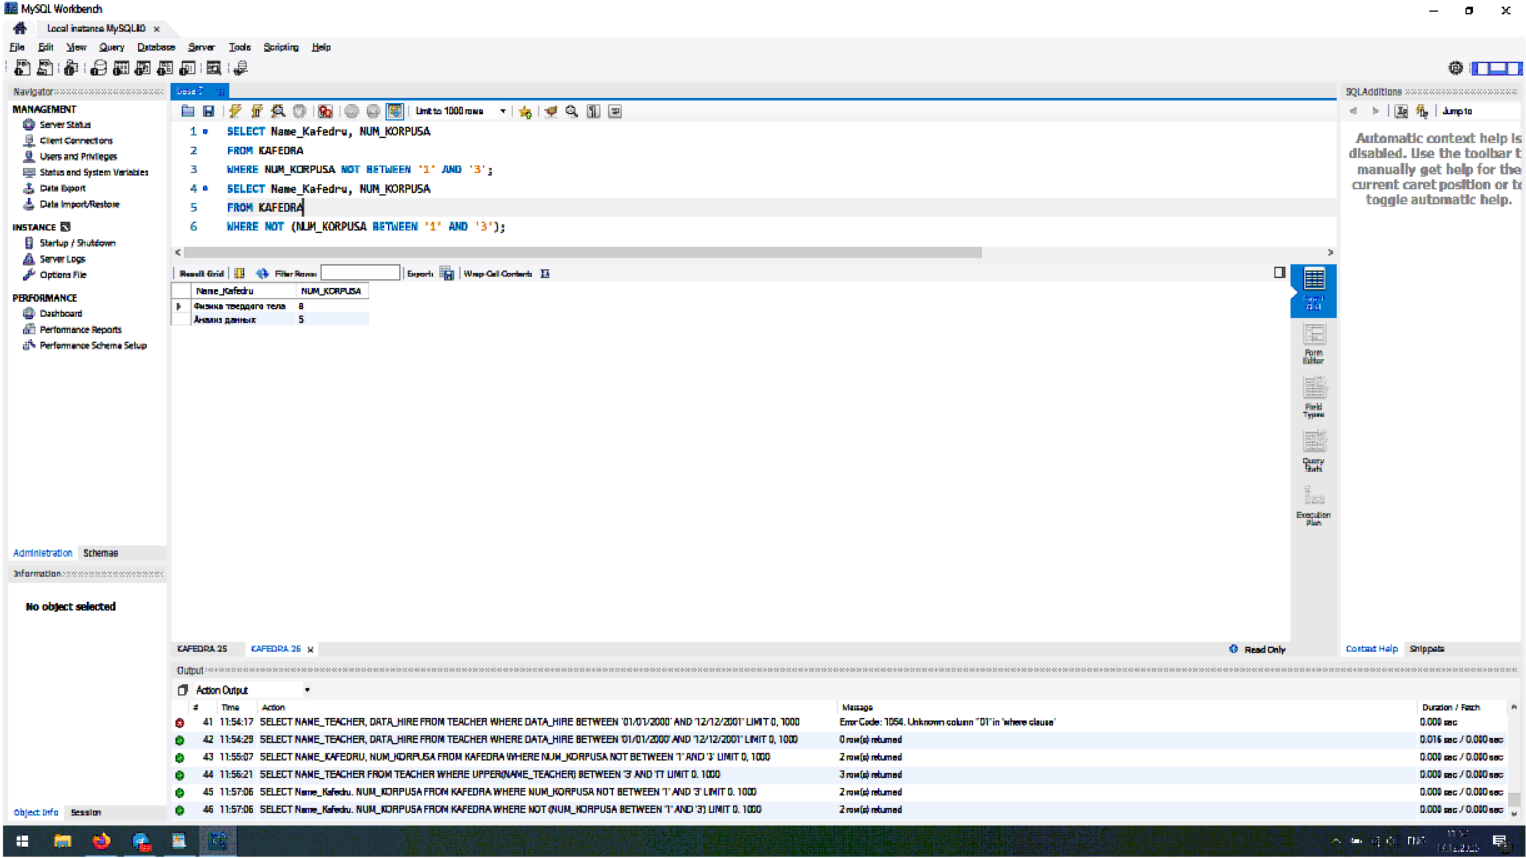 MySQL Workbench
Local instance MySQL80
File Edit View Query Database Server Tools Scripting Help
Navigator
MANAGEMENT
Server Status
Client Connections
Users and Privileges
Status and System Variables
Data Export
Data Import/Restore
INSTANCE
Startup / Shutdown
Server Logs
Options File
PERFORMANCE
Dashboard
Performance Reports
Performance Schema Setup
Administration Schemas
Information
No object selected
Object Info Session
Limit to 1000 rows
1 SELECT Name_Kafedru, NUM_KORPUSA
2 FROM KAFEDRA
3 WHERE NUM_KORPUSA NOT BETWEEN '1' AND '3';
4 SELECT Name_Kafedru, NUM_KORPUSA
5 FROM KAFEDRA
6 WHERE NOT (NUM_KORPUSA BETWEEN '1' AND '3');
Result Grid Filter Rows: Export: Wrap Cell Content:
Name_Kafedru NUM_KORPUSA
Физика твердого тела 8
Анализ данных 5
Form Editor
Field Types
Query Stats
Execution Plan
KAFEDRA 25 KAFEDRA 26 Read Only
SQLAdditions
Jump to
Automatic context help is
disabled. Use the toolbar t
manually get help for the
current caret position or to
toggle automatic help.
Context Help Snippets
Output
Action Output
# Time Action Message Duration / Fetch
41 11:54:17 SELECT NAME_TEACHER, DATA_HIRE FROM TEACHER WHERE DATA_HIRE BETWEEN '01/01/2000' AND '12/12/2001' LIMIT 0, 1000 Error Code: 1054. Unknown column '`01' in 'where clause' 0.000 sec
42 11:54:29 SELECT NAME_TEACHER, DATA_HIRE FROM TEACHER WHERE DATA_HIRE BETWEEN '01/01/2000' AND '12/12/2001' LIMIT 0, 1000 0 row(s) returned 0.016 sec / 0.000 sec
43 11:55:07 SELECT NAME_KAFEDRU, NUM_KORPUSA FROM KAFEDRA WHERE NUM_KORPUSA NOT BETWEEN '1' AND '3' LIMIT 0, 1000 2 row(s) returned 0.000 sec / 0.000 sec
44 11:56:21 SELECT NAME_TEACHER FROM TEACHER WHERE UPPER(NAME_TEACHER) BETWEEN 'З' AND 'П' LIMIT 0, 1000 3 row(s) returned 0.000 sec / 0.000 sec
45 11:57:06 SELECT Name_Kafedru, NUM_KORPUSA FROM KAFEDRA WHERE NUM_KORPUSA NOT BETWEEN '1' AND '3' LIMIT 0, 1000 2 row(s) returned 0.000 sec / 0.000 sec
46 11:57:06 SELECT Name_Kafedru, NUM_KORPUSA FROM KAFEDRA WHERE NOT (NUM_KORPUSA BETWEEN '1' AND '3') LIMIT 0, 1000 2 row(s) returned 0.000 sec / 0.000 sec